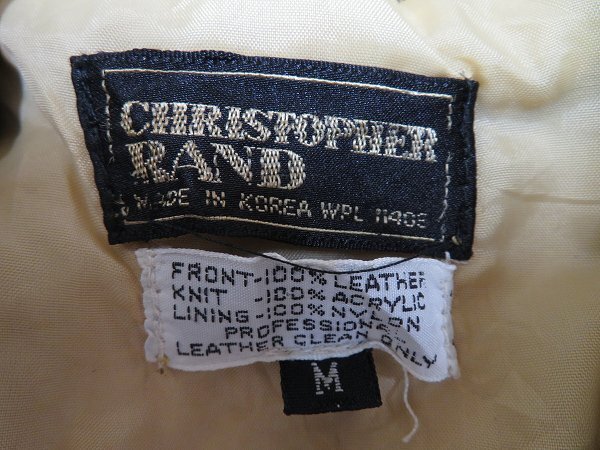 CHRISTOPHER
RAND
MADE IN KOREA WPL 11409
FRONT-100% LEATHER
KNIT -100% ACRYLIC
LINING-100% NYLON
PROFESSIONAL
LEATHER CLEAN ONLY
M